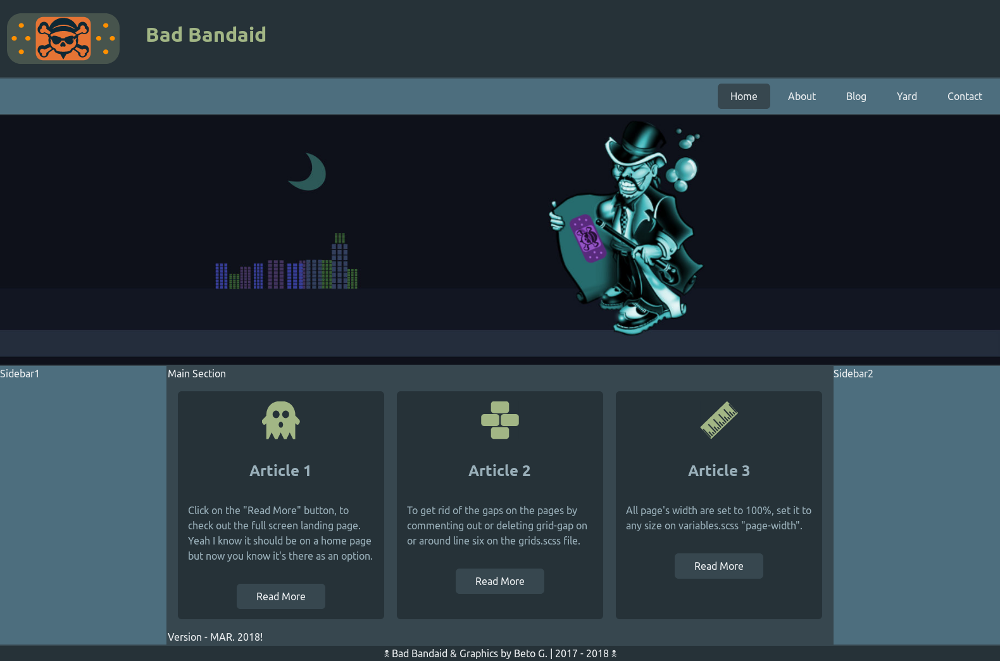 Bad Bandaid
Home About Blog Yard Contact
Sidebar1
Main Section
Sidebar2
Article 1
Click on the "Read More" button, to
check out the full screen landing page.
Yeah I know it should be on a home page
but now you know it's there as an option.
Read More
Article 2
To get rid of the gaps on the pages by
commenting out or deleting grid-gap on
or around line six on the grids.scss file.
Read More
Article 3
All page's width are set to 100%, set it to
any size on variables.scss "page-width".
Read More
Version - MAR. 2018!
Bad Bandaid & Graphics by Beto G. | 2017 - 2018